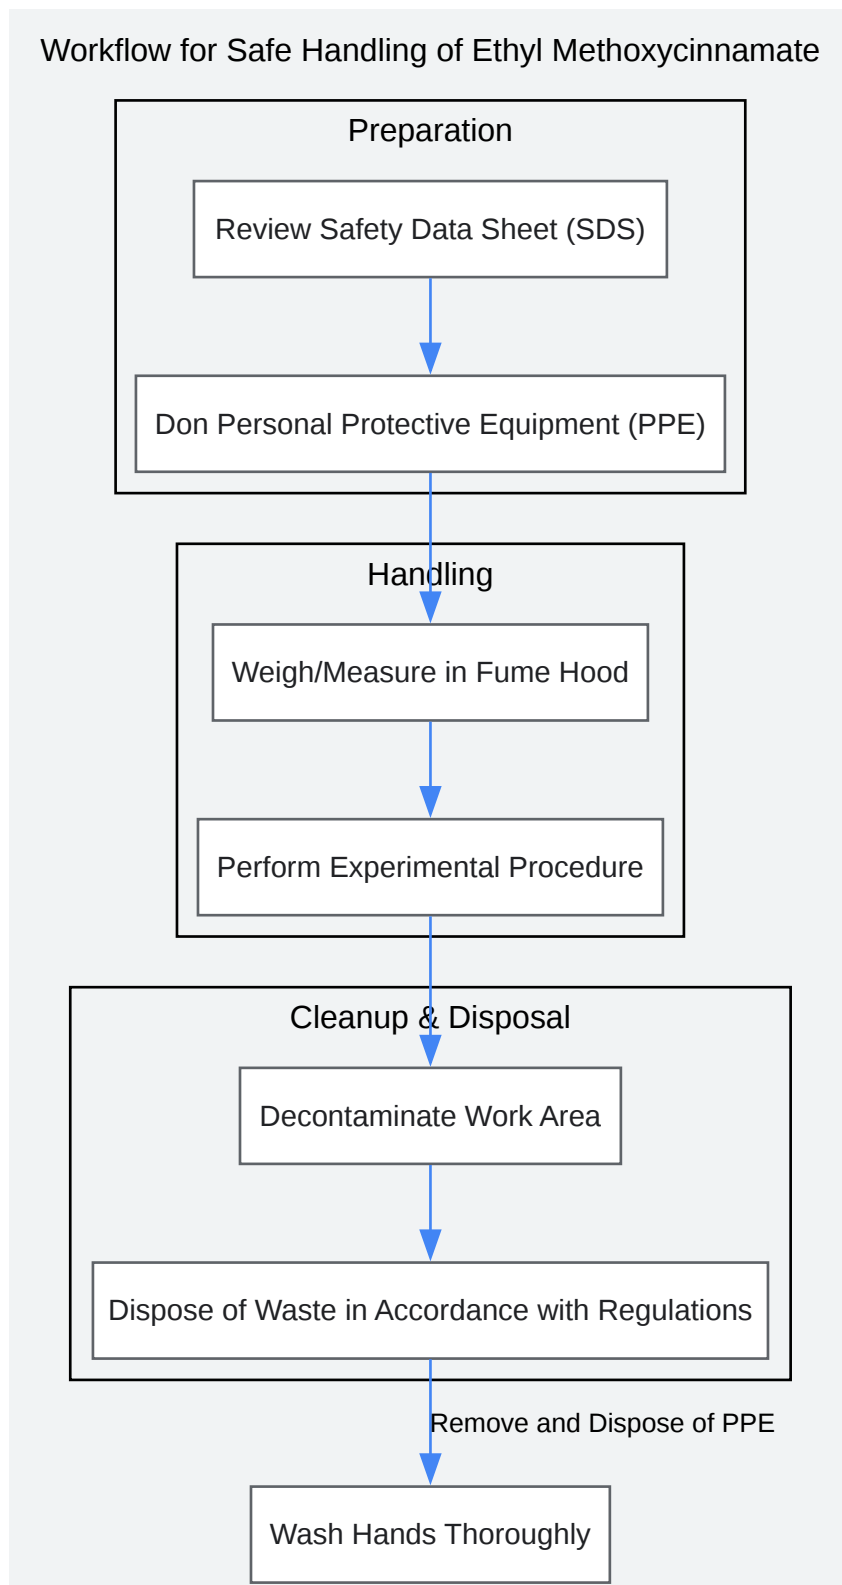 Workflow for Safe Handling of Ethyl Methoxycinnamate
Preparation
Review Safety Data Sheet (SDS)
Don Personal Protective Equipment (PPE)
Handling
Weigh/Measure in Fume Hood
Perform Experimental Procedure
Cleanup & Disposal
Decontaminate Work Area
Dispose of Waste in Accordance with Regulations
Remove and Dispose of PPE
Wash Hands Thoroughly